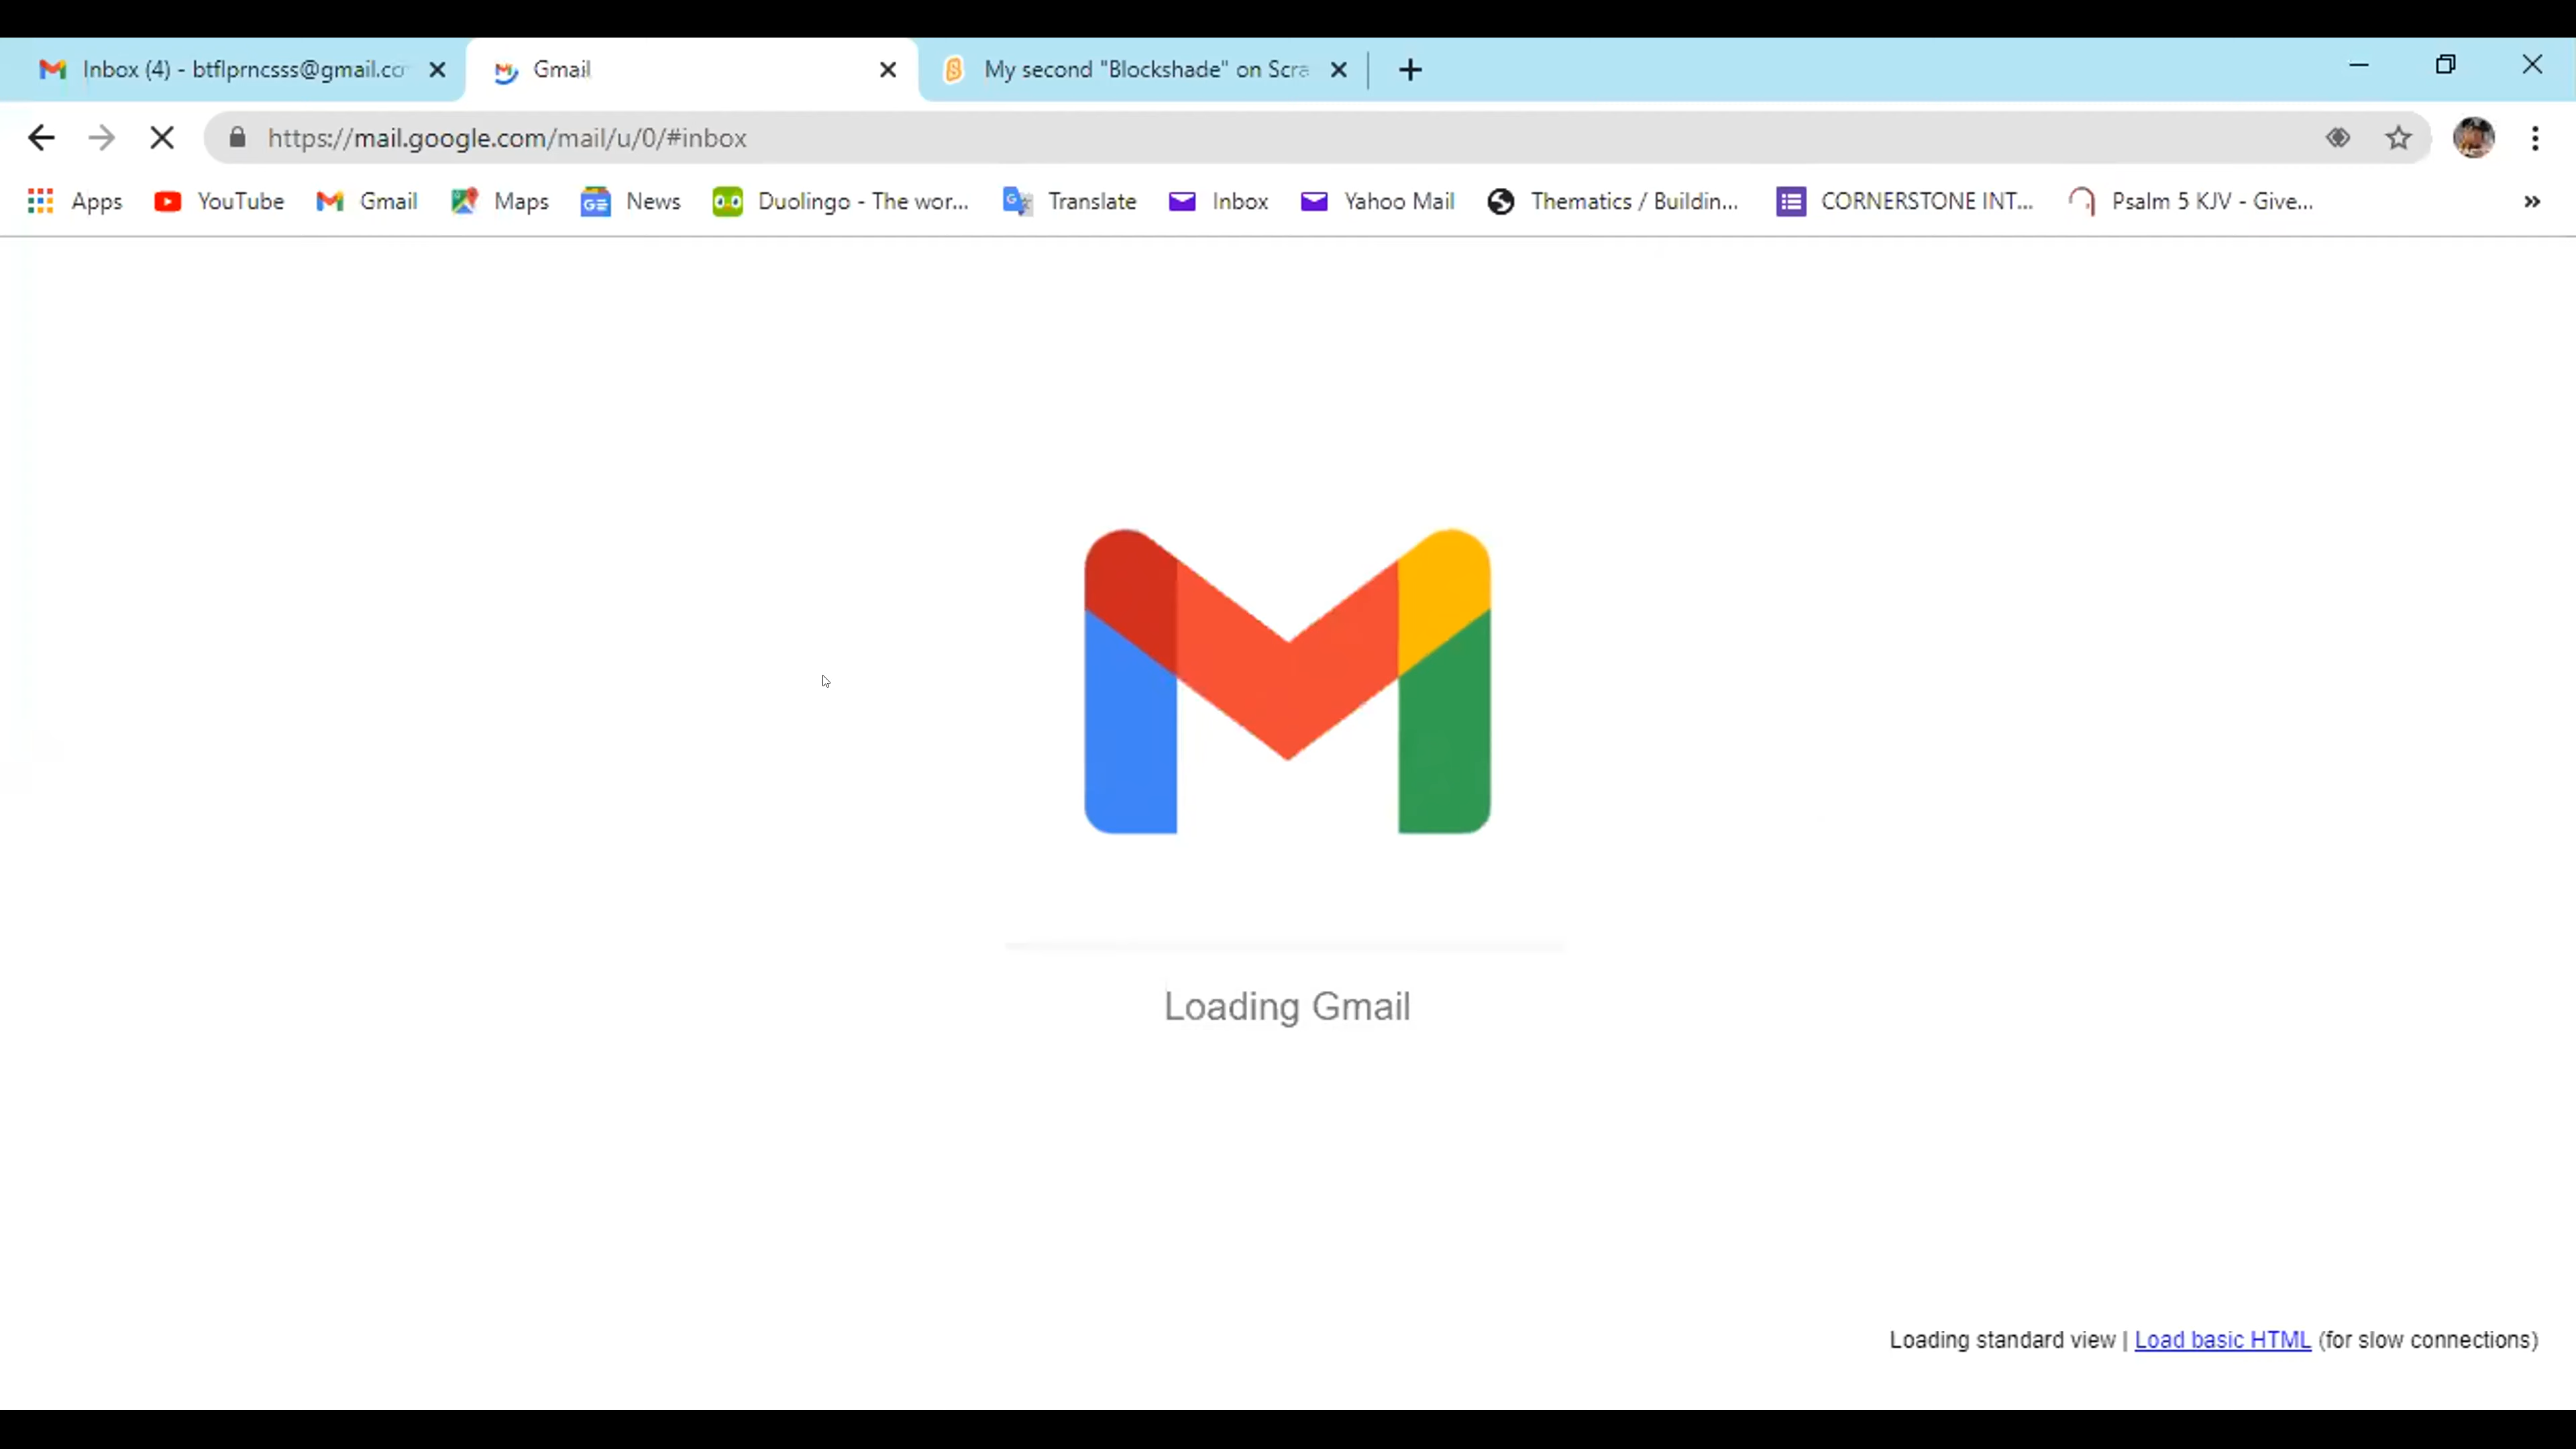 Inbox (4) - btflprncsss@gmail.co
Gmail
My second "Blockshade" on Scra
https://mail.google.com/mail/u/0/#inbox
Apps YouTube Gmail Maps News Duolingo - The wor... Translate Inbox Yahoo Mail Thematics / Buildin... CORNERSTONE INT... Psalm 5 KJV - Give... »
Loading Gmail
Loading standard view | Load basic HTML (for slow connections)